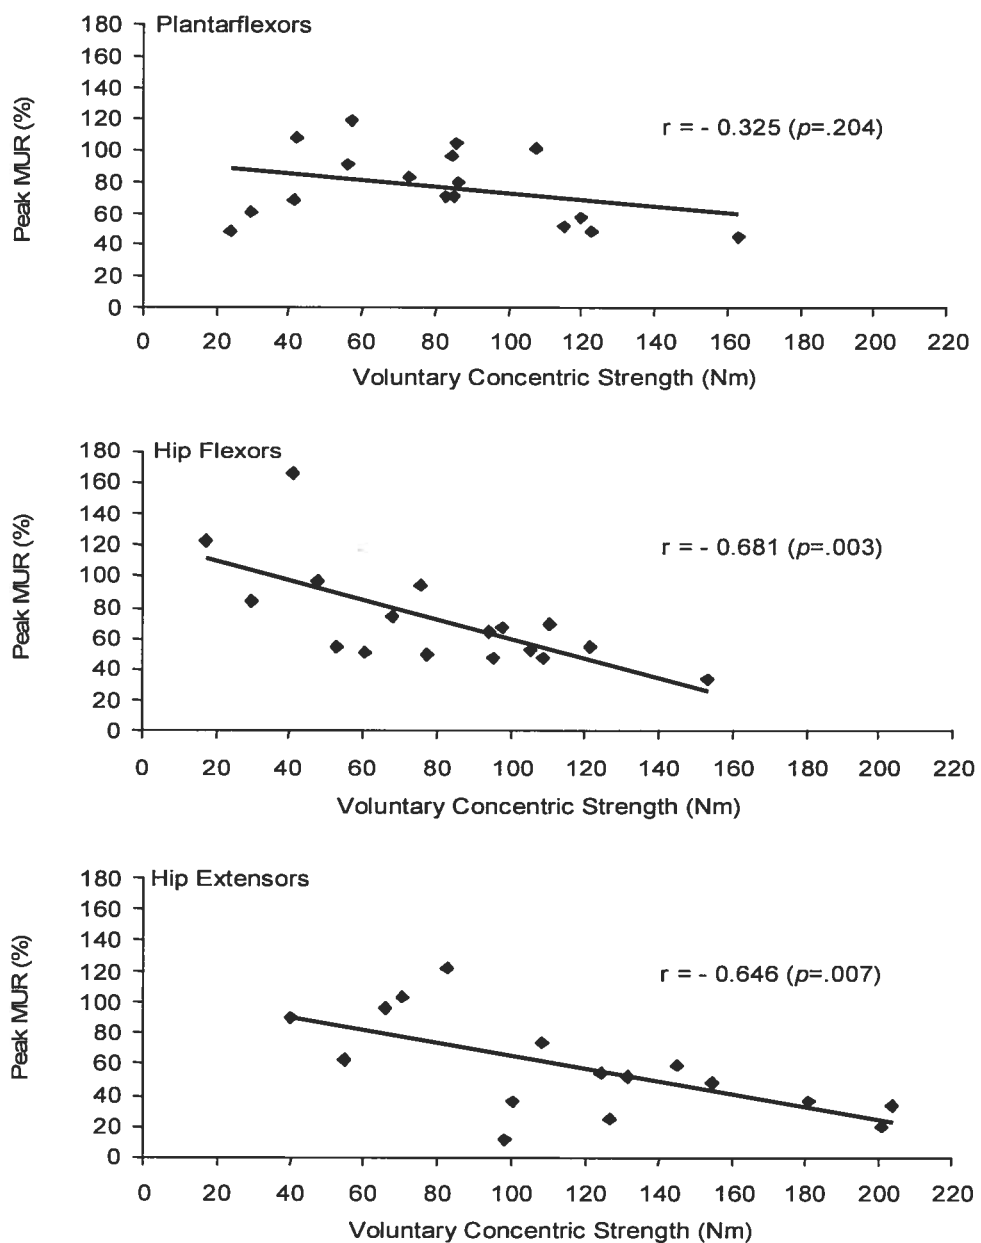 Plantarflexors
180
160
140
120
100
80
60
40
20
0
Peak MUR (%)
r = - 0.325 (p=.204)
0 20 40 60 80 100 120 140 160 180 200 220
Voluntary Concentric Strength (Nm)
Hip Flexors
180
160
140
120
100
80
60
40
20
0
Peak MUR (%)
r = - 0.681 (p=.003)
0 20 40 60 80 100 120 140 160 180 200 220
Voluntary Concentric Strength (Nm)
Hip Extensors
180
160
140
120
100
80
60
40
20
0
Peak MUR (%)
r = - 0.646 (p=.007)
0 20 40 60 80 100 120 140 160 180 200 220
Voluntary Concentric Strength (Nm)